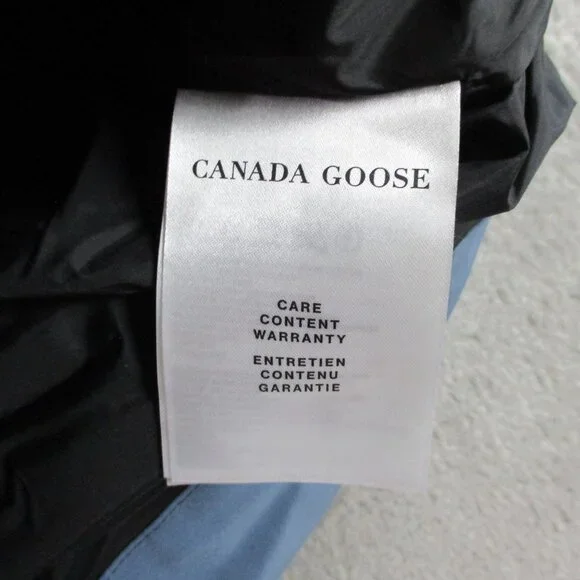 CANADA GOOSE
CARE
CONTENT
WARRANTY
ENTRETIEN
CONTENU
GARANTIE